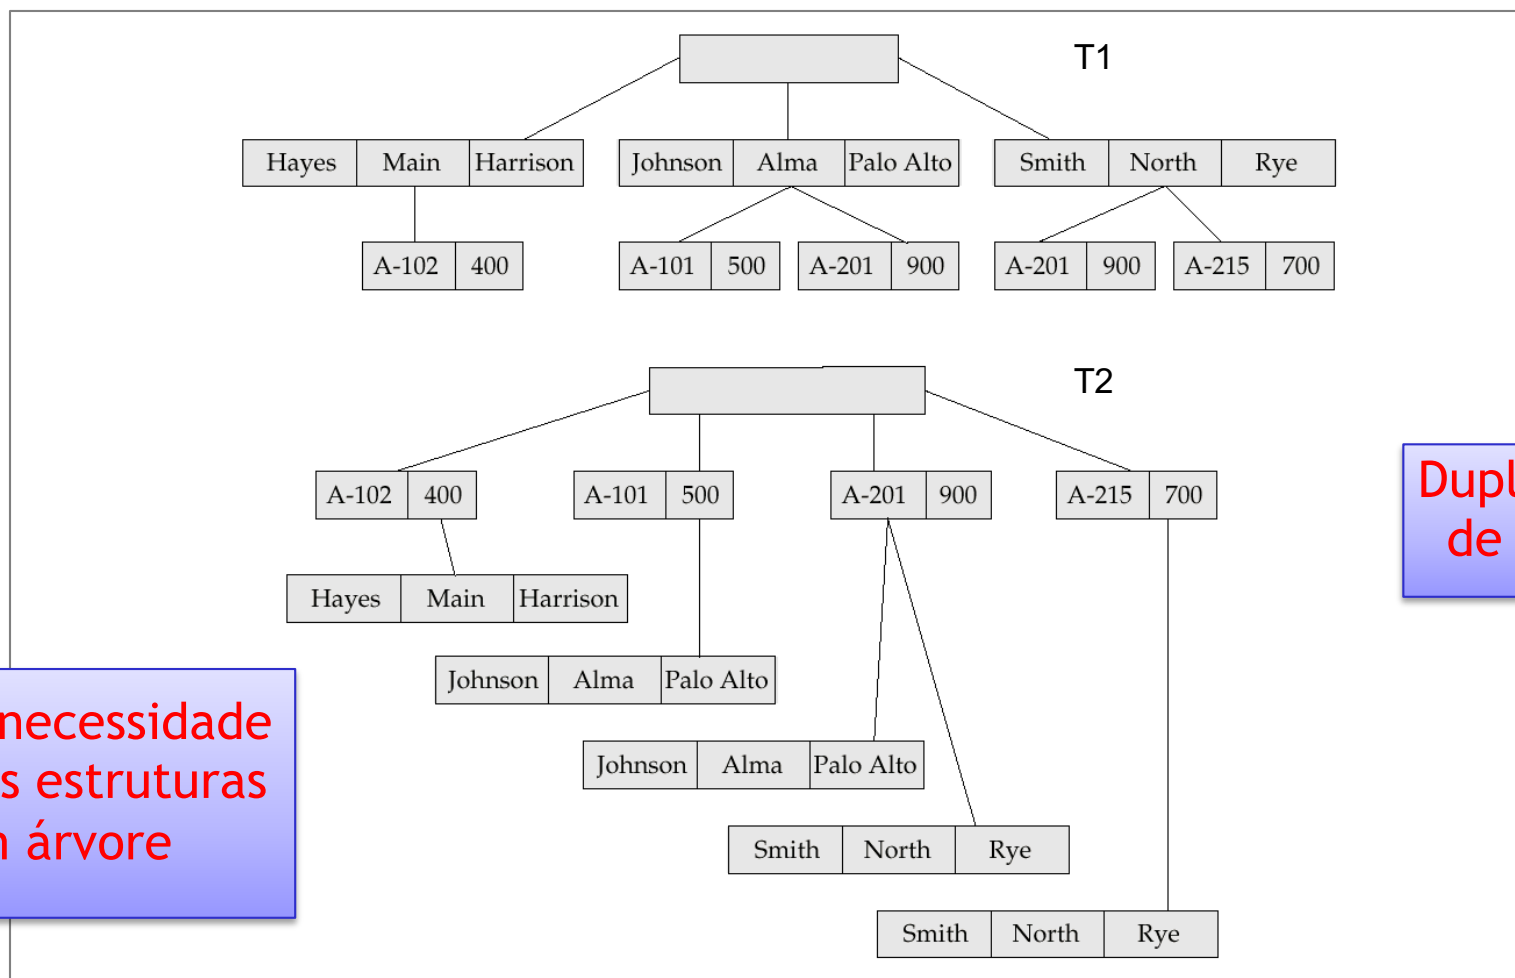 T1
Hayes Main Harrison Johnson Alma Palo Alto Smith North Rye
A-102 400 A-101 500 A-201 900 A-201 900 A-215 700
T2
A-102 400 A-101 500 A-201 900 A-215 700
Hayes Main Harrison
Johnson Alma Palo Alto
Johnson Alma Palo Alto
Smith North Rye
Smith North Rye
de
necessidade
estruturas
árvore